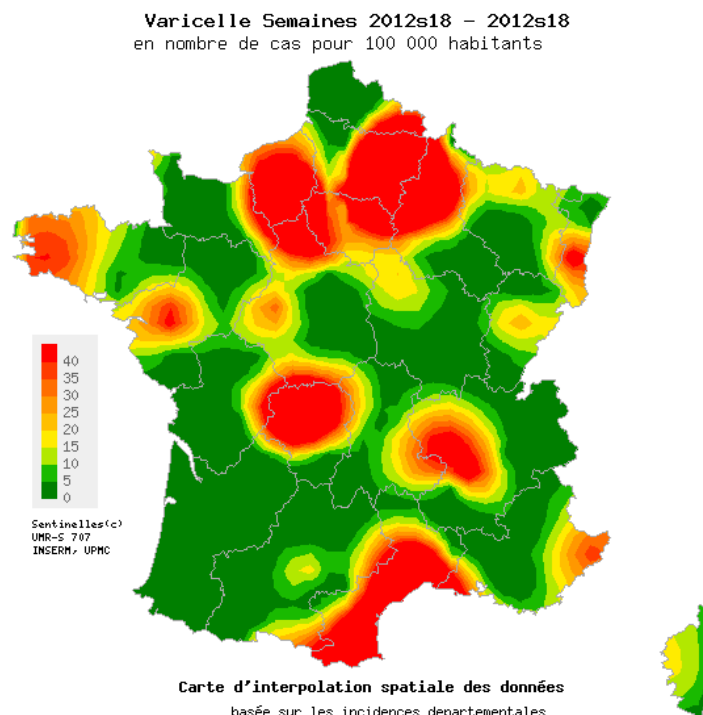 Varicelle Semaines 2012s18 - 2012s18
en nombre de cas pour 100 000 habitants
40
35
30
25
20
15
10
5
0
Sentinelles(c)
UMR-S 707
INSERM, UPMC
Carte d'interpolation spatiale des données
basée sur les incidences departementales